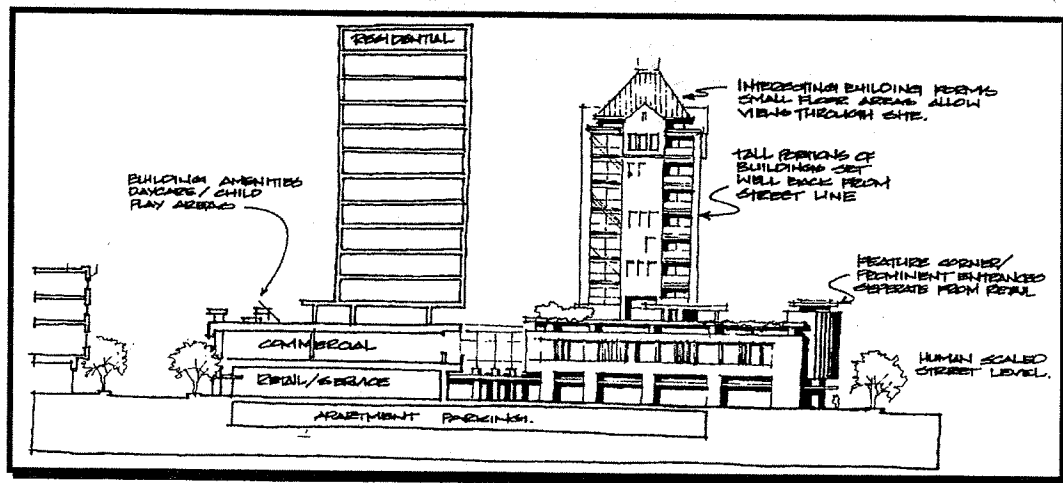 RESIDENTIAL
INTERESTING BUILDING FORMS
SMALL FLOOR AREAS ALLOW
VIEWS THROUGH SITE.
TALL PORTIONS OF
BUILDINGS SET
WELL BACK FROM
STREET LINE
BUILDING AMENITIES
DAYCARE/CHILD
PLAY AREAS
FEATURE CORNER/
PROMINENT ENTRANCES
SEPERATE FROM RETAIL
COMMERCIAL
HUMAN SCALED
STREET LEVEL.
RETAIL/SERVICE
APARTMENT PARKING.